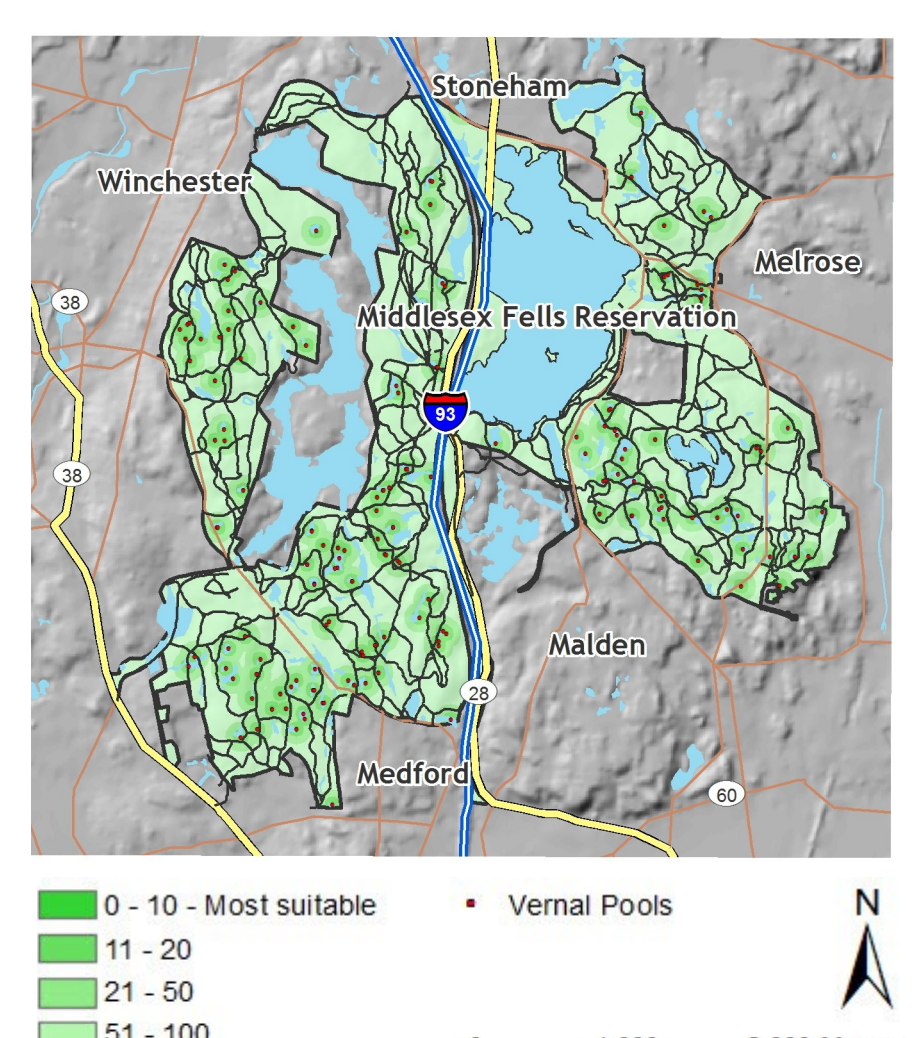 Stoneham
Winchester
Melrose
38
Middlesex Fells Reservation
93
38
Malden
28
Medford
60
0 - 10 - Most suitable
Vernal Pools
N
11 - 20
21 - 50
51 - 100